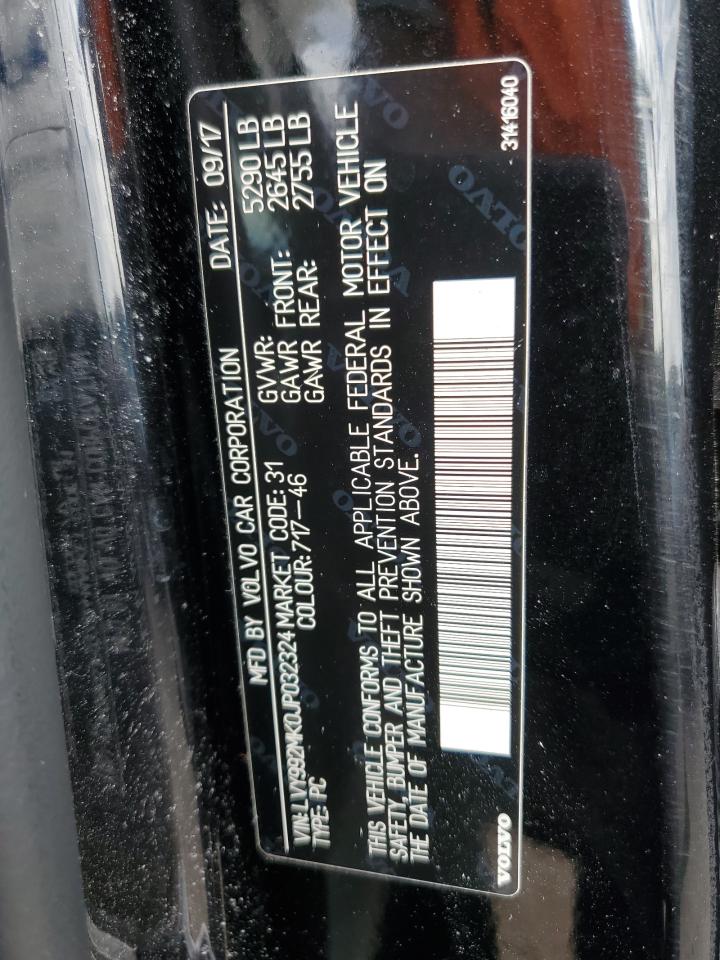 MFD BY VOLVO CAR CORPORATION DATE: 09/17
VIN: LVY992MK0JP032324 MARKET CODE: 31 GVWR: 5290 LB
TYPE: PC COLOUR: 717-46 GAWR FRONT: 2645 LB
GAWR REAR: 2755 LB
THIS VEHICLE CONFORMS TO ALL APPLICABLE FEDERAL MOTOR VEHICLE
SAFETY, BUMPER AND THEFT PREVENTION STANDARDS IN EFFECT ON
THE DATE OF MANUFACTURE SHOWN ABOVE.
VOLVO 31416040